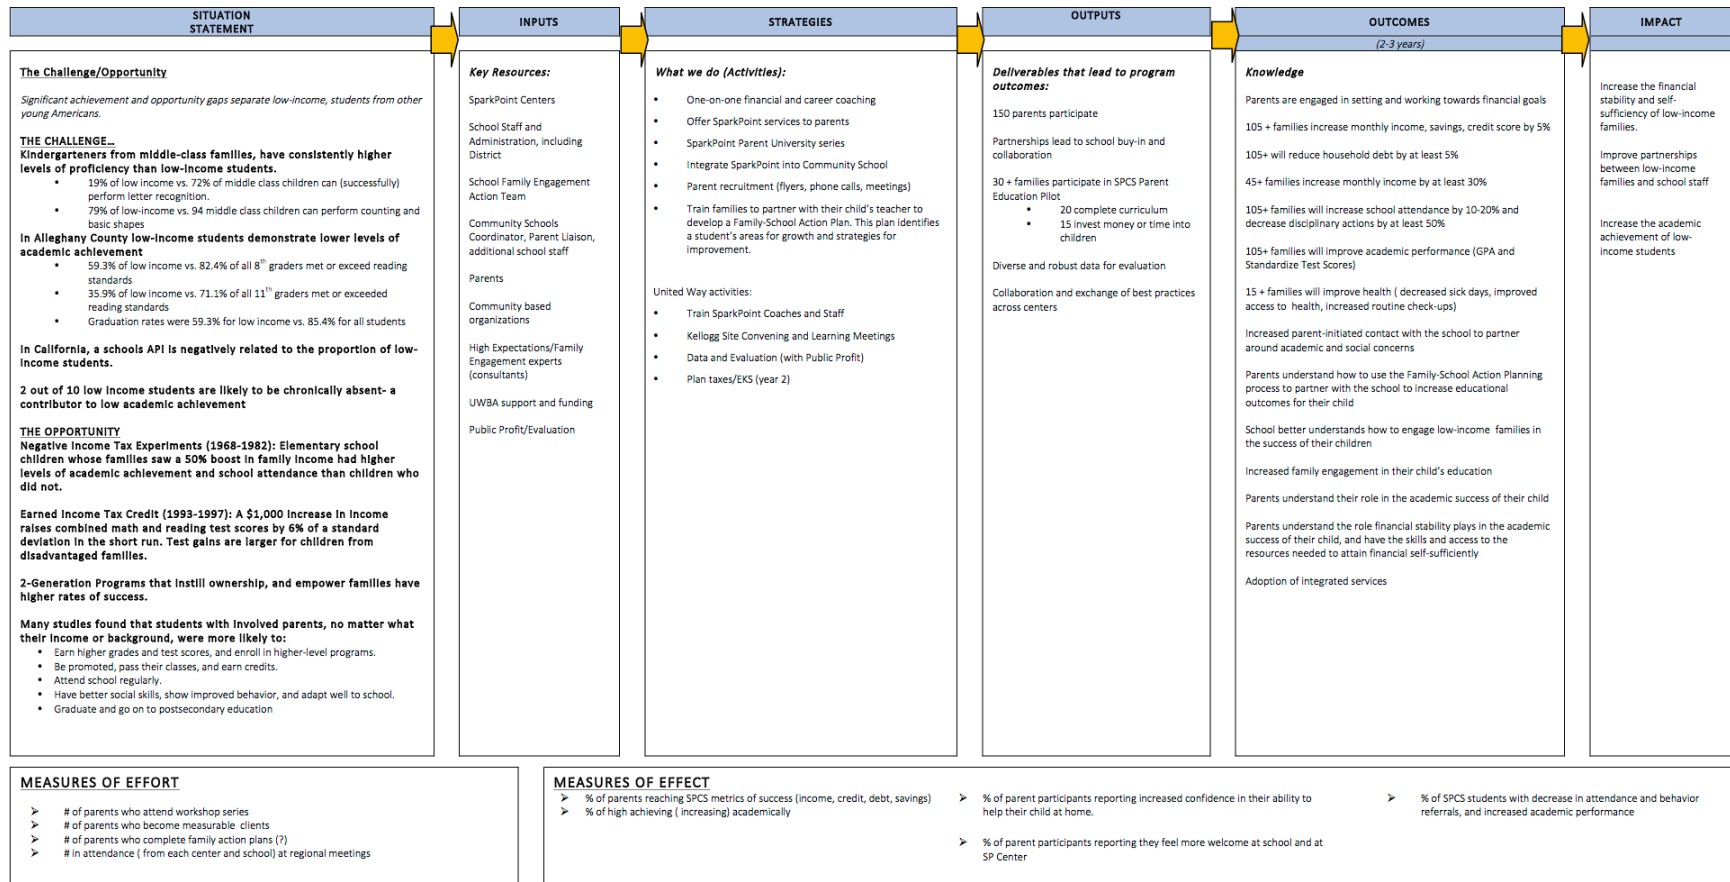 SITUATION
STATEMENT
The Challenge/Opportunity
Significant achievement and opportunity gaps separate low-income, students from other
young Americans.
THE CHALLENGE…
Kindergarteners from middle-class families, have consistently higher
levels of proficiency than low-income students.
• 19% of low income vs. 72% of middle class children can (successfully)
perform letter recognition.
• 79% of low-income vs. 94 middle class children can perform counting and
basic shapes
In Alleghany County low-income students demonstrate lower levels of
academic achievement
• 59.3% of low income vs. 82.4% of all 8th graders met or exceed reading
standards
• 35.9% of low income vs. 71.1% of all 11th graders met or exceeded
reading standards
• Graduation rates were 59.3% for low income vs. 85.4% for all students
In California, a schools API is negatively related to the proportion of low-
income students.
2 out of 10 low income students are likely to be chronically absent- a
contributor to low academic achievement
THE OPPORTUNITY
Negative Income Tax Experiments (1968-1982): Elementary school
children whose families saw a 50% boost in family income had higher
levels of academic achievement and school attendance than children who
did not.
Earned Income Tax Credit (1993-1997): A $1,000 increase in income
raises combined math and reading test scores by 6% of a standard
deviation in the short run. Test gains are larger for children from
disadvantaged families.
2-Generation Programs that instill ownership, and empower families have
higher rates of success.
Many studies found that students with involved parents, no matter what
their income or background, were more likely to:
• Earn higher grades and test scores, and enroll in higher-level programs.
• Be promoted, pass their classes, and earn credits.
• Attend school regularly.
• Have better social skills, show improved behavior, and adapt well to school.
• Graduate and go on to postsecondary education
INPUTS
Key Resources:
SparkPoint Centers
School Staff and
Administration, including
District
School Family Engagement
Action Team
Community Schools
Coordinator, Parent Liaison,
additional school staff
Parents
Community based
organizations
High Expectations/Family
Engagement experts
(consultants)
UWBA support and funding
Public Profit/Evaluation
STRATEGIES
What we do (Activities):
• One-on-one financial and career coaching
• Offer SparkPoint services to parents
• SparkPoint Parent University series
• Integrate SparkPoint into Community School
• Parent recruitment (flyers, phone calls, meetings)
• Train families to partner with their child's teacher to
develop a Family-School Action Plan. This plan identifies
a student's areas for growth and strategies for
improvement.
United Way activities:
• Train SparkPoint Coaches and Staff
• Kellogg Site Convening and Learning Meetings
• Data and Evaluation (with Public Profit)
• Plan taxes/EKS (year 2)
OUTPUTS
Deliverables that lead to program
outcomes:
150 parents participate
Partnerships lead to school buy-in and
collaboration
30 + families participate in SPCS Parent
Education Pilot
• 20 complete curriculum
• 15 invest money or time into
children
Diverse and robust data for evaluation
Collaboration and exchange of best practices
across centers
OUTCOMES
(2-3 years)
Knowledge
Parents are engaged in setting and working towards financial goals
105 + families increase monthly income, savings, credit score by 5%
105+ will reduce household debt by at least 5%
45+ families increase monthly income by at least 30%
105+ families will increase school attendance by 10-20% and
decrease disciplinary actions by at least 50%
105+ families will improve academic performance (GPA and
Standardize Test Scores)
15 + families will improve health ( decreased sick days, improved
access to health, increased routine check-ups)
Increased parent-initiated contact with the school to partner
around academic and social concerns
Parents understand how to use the Family-School Action Planning
process to partner with the school to increase educational
outcomes for their child
School better understands how to engage low-income families in
the success of their children
Increased family engagement in their child's education
Parents understand their role in the academic success of their child
Parents understand the role financial stability plays in the academic
success of their child, and have the skills and access to the
resources needed to attain financial self-sufficiently
Adoption of integrated services
IMPACT
Increase the financial
stability and self-
sufficiency of low-income
families.
Improve partnerships
between low-income
families and school staff
Increase the academic
achievement of low-
income students
MEASURES OF EFFORT
➢ # of parents who attend workshop series
➢ # of parents who become measurable clients
➢ # of parents who complete family action plans (?)
➢ # in attendance ( from each center and school) at regional meetings
MEASURES OF EFFECT
➢ % of parents reaching SPCS metrics of success (income, credit, debt, savings)
➢ % of high achieving ( increasing) academically
➢ % of parent participants reporting increased confidence in their ability to
help their child at home.
➢ % of parent participants reporting they feel more welcome at school and at
SP Center
➢ % of SPCS students with decrease in attendance and behavior
referrals, and increased academic performance